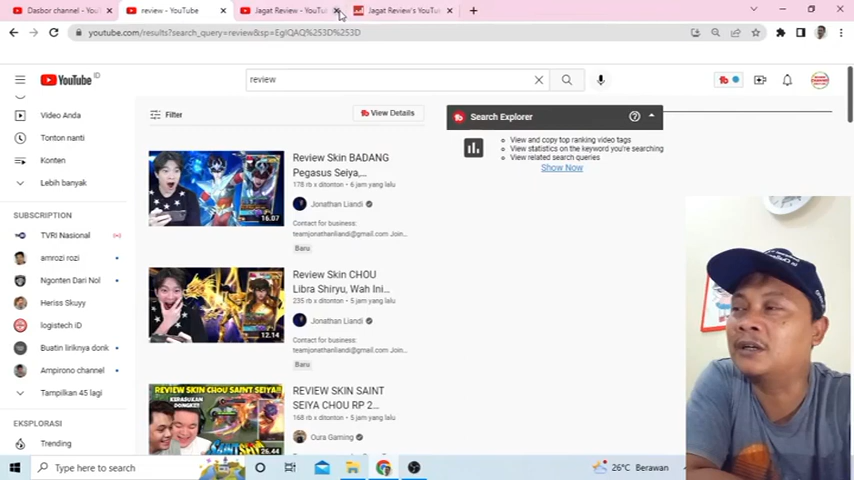 Dasbor channel - You
review - YouTube
Jagat Review - YouTu
Jagat Review's YouTu
youtube.com/results?search_query=review&sp=EgIQAQ%253D%253D
YouTube ID
review
Video Anda
Tonton nanti
Konten
Lebih banyak
SUBSCRIPTION
TVRI Nasional
amrozi rozi
Ngonten Dari Nol
Heriss Skuyy
logistech iD
Buatin liriknya donk
Ampirono channel
Tampilkan 45 lagi
EKSPLORASI
Trending
Filter
View Details
Review Skin BADANG
Pegasus Seiya,...
178 rb x ditonton • 6 jam yang lalu
Jonathan Liandi
Contact for business:
teamjonathanliandi@gmail.com Join...
Baru
16.07
Review Skin CHOU
Libra Shiryu, Wah Ini...
235 rb x ditonton • 5 jam yang lalu
Jonathan Liandi
Contact for business:
teamjonathanliandi@gmail.com Join...
Baru
12.14
REVIEW SKIN CHOU SAINT SEIYA!!
KERASUKAN
DONGKET
26.44
REVIEW SKIN SAINT
SEIYA CHOU RP 2...
168 rb x ditonton • 5 jam yang lalu
Oura Gaming
Search Explorer
View and copy top ranking video tags
View statistics on the keyword you're searching
View related search queries
Show Now
Type here to search
26°C Berawan